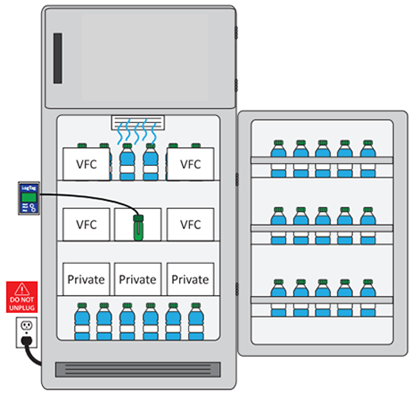 VFC VFC
LogTag
VFC VFC
Private Private Private
DO NOT
UNPLUG